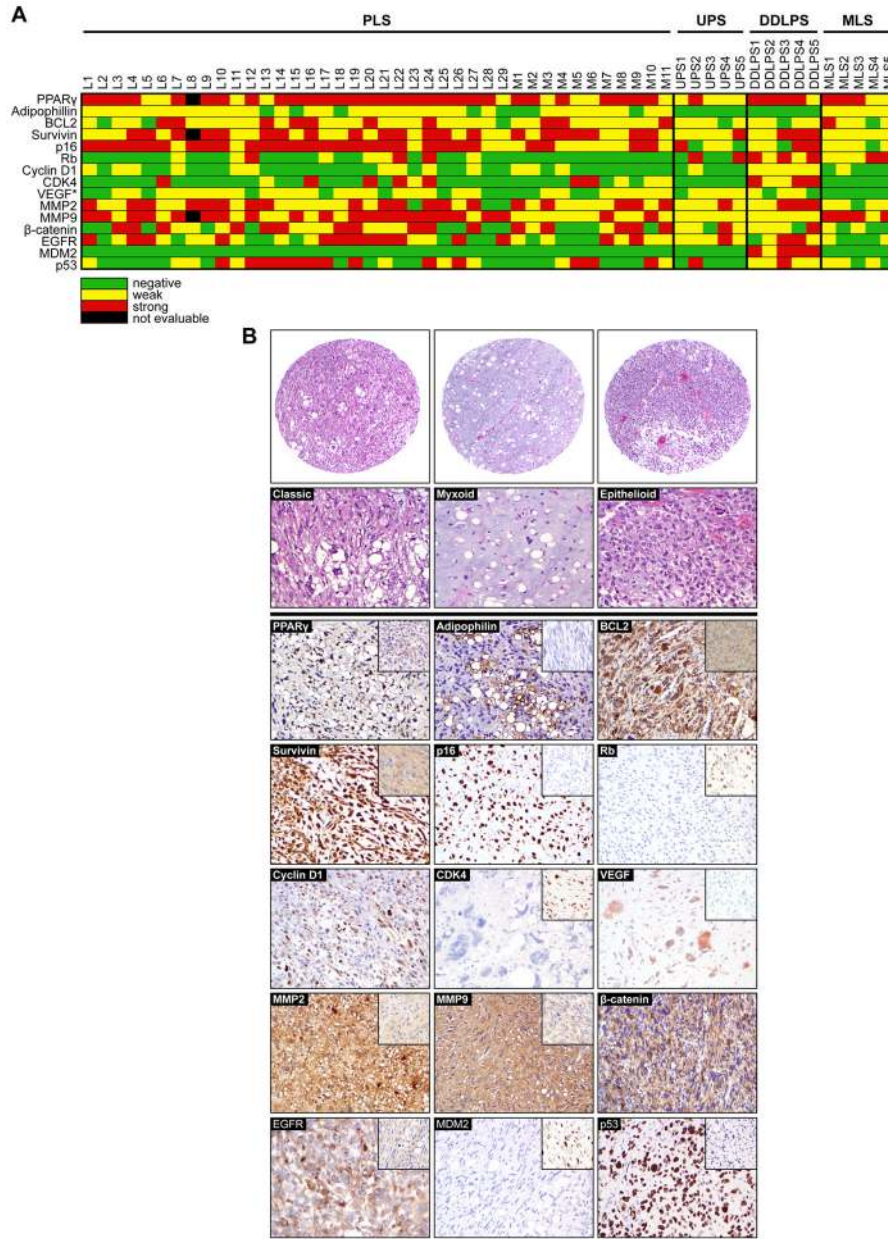 A
PLS UPS DDLPS MLS
L1 L2 L3 L4 L5 L6 L7 L8 L9 L10 L11 L12 L13 L14 L15 L16 L17 L18 L19 L20 L21 L22 L23 L24 L25 L26 L27 L28 L29 M1 M2 M3 M4 M5 M6 M7 M8 M9 M10 M11 UPS1 UPS2 UPS3 UPS4 UPS5 DDLPS1 DDLPS2 DDLPS3 DDLPS4 DDLPS5 MLS1 MLS2 MLS3 MLS4 MLS5
PPARγ
Adipophillin
BCL2
Survivin
p16
Rb
Cyclin D1
CDK4
VEGF*
MMP2
MMP9
β-catenin
EGFR
MDM2
p53
negative
weak
strong
not evaluable
B
Classic Myxoid Epithelioid
PPARγ Adipophilin BCL2
Survivin p16 Rb
Cyclin D1 CDK4 VEGF
MMP2 MMP9 β-catenin
EGFR MDM2 p53